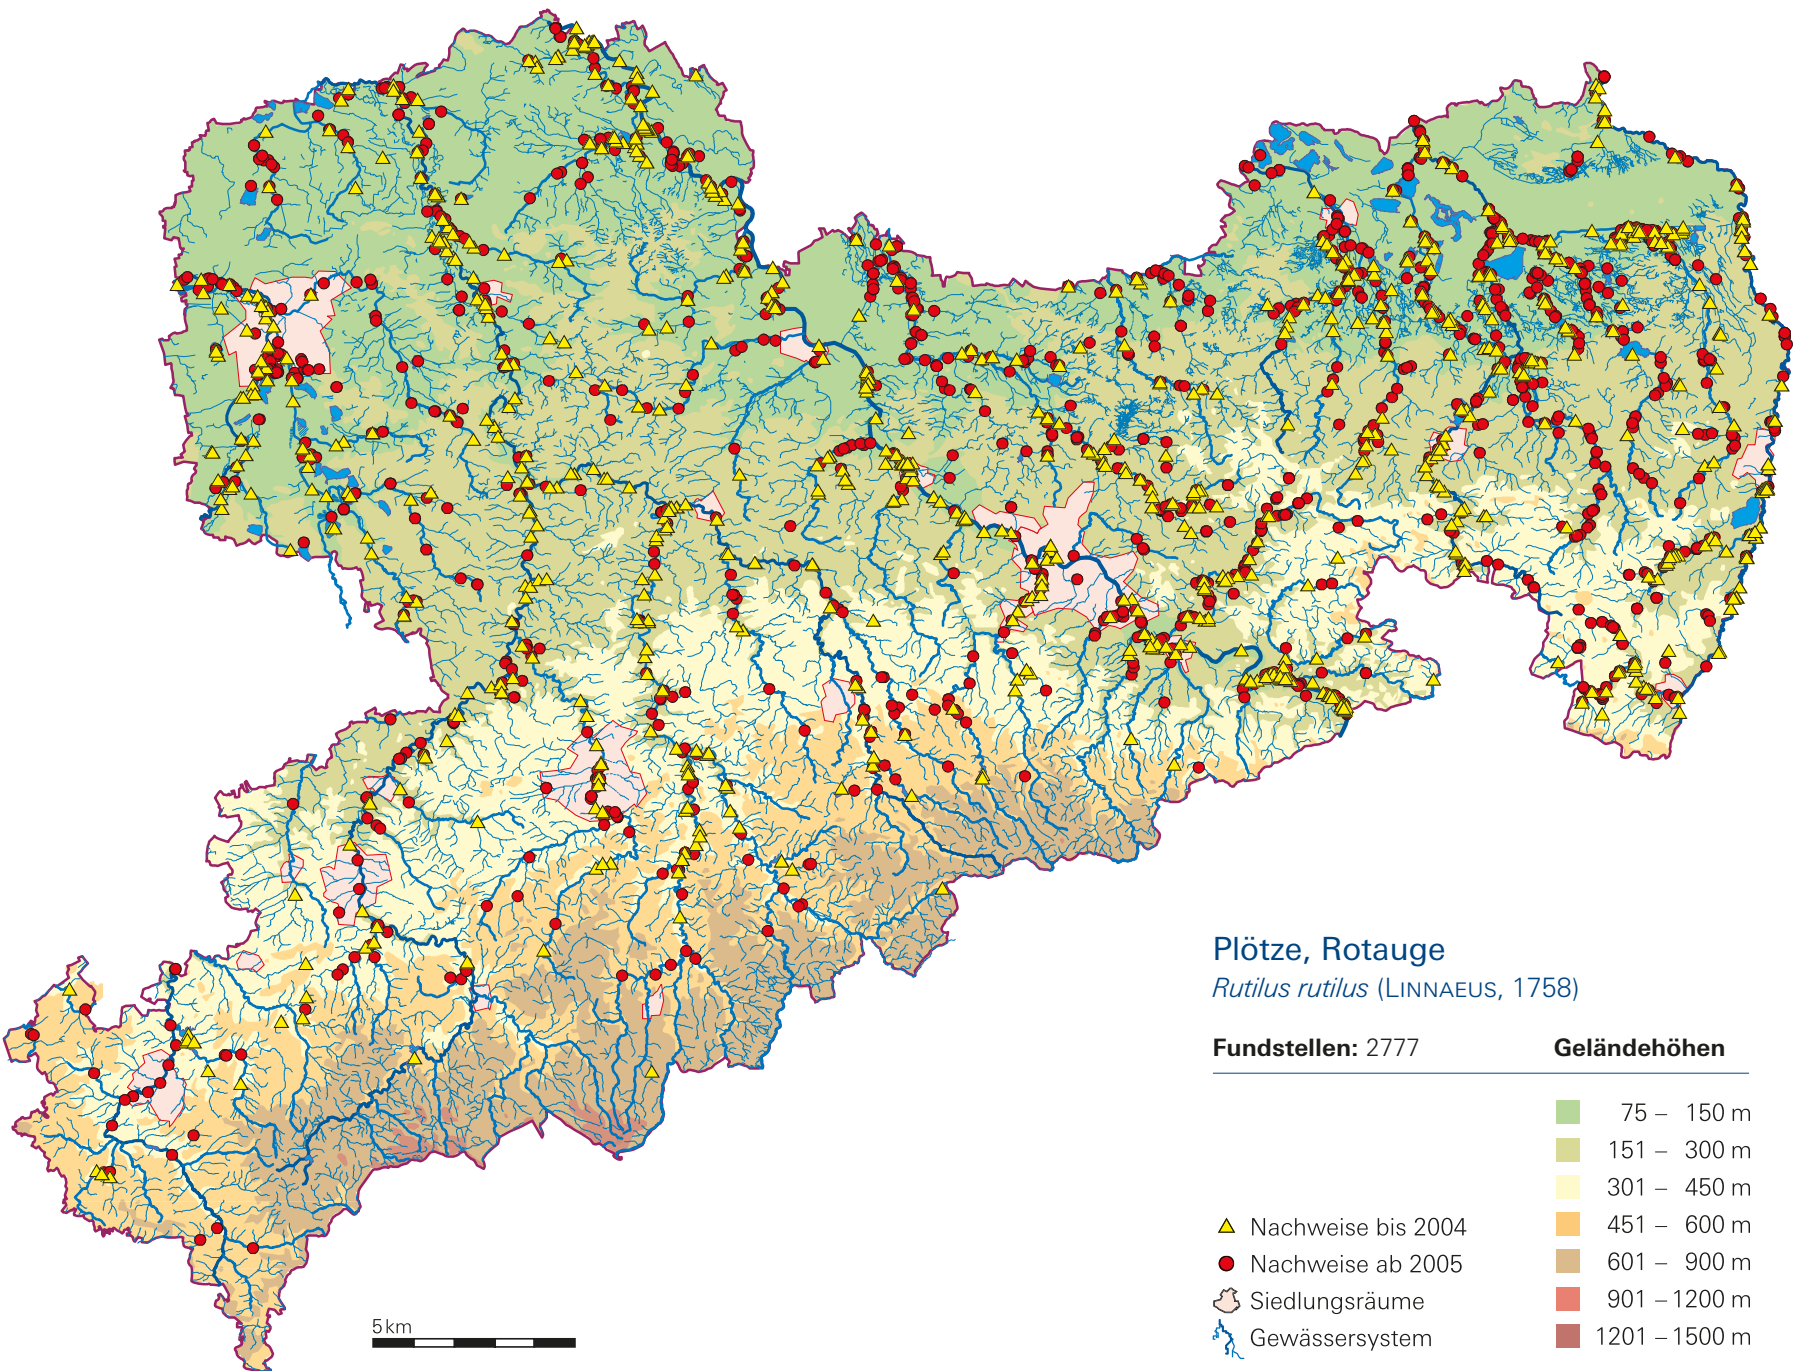 Plötze, Rotauge
Rutilus rutilus (LINNAEUS, 1758)
Fundstellen: 2777
Geländehöhen
75 – 150 m
151 – 300 m
301 – 450 m
451 – 600 m
601 – 900 m
901 – 1200 m
1201 – 1500 m
Nachweise bis 2004
Nachweise ab 2005
Siedlungsräume
Gewässersystem
5 km